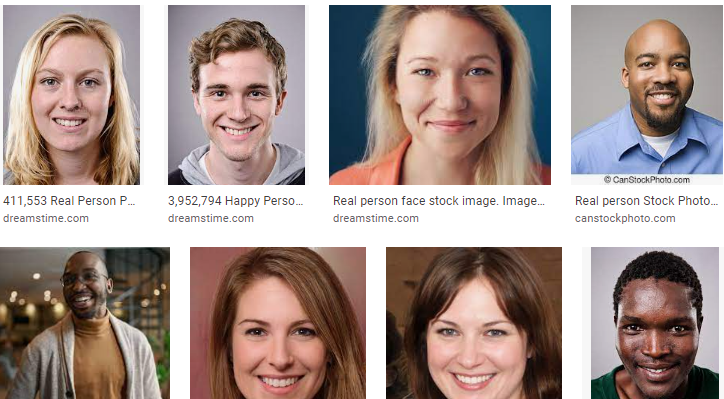 © CanStockPhoto.com
411,553 Real Person P...
3,952,794 Happy Perso...
Real person face stock image. Image...
Real person Stock Photo...
dreamstime.com
dreamstime.com
dreamstime.com
canstockphoto.com